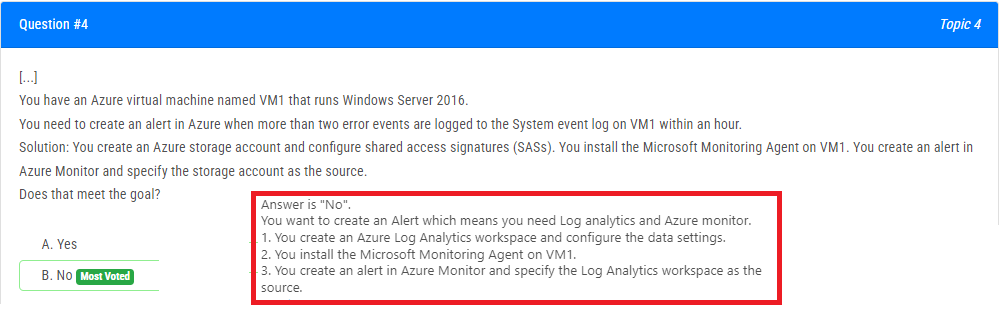 Question #4
Topic 4
[...]
You have an Azure virtual machine named VM1 that runs Windows Server 2016.
You need to create an alert in Azure when more than two error events are logged to the System event log on VM1 within an hour.
Solution: You create an Azure storage account and configure shared access signatures (SASs). You install the Microsoft Monitoring Agent on VM1. You create an alert in
Azure Monitor and specify the storage account as the source.
Does that meet the goal?
A. Yes
B. No Most Voted
Answer is "No".
You want to create an Alert which means you need Log analytics and Azure monitor.
1. You create an Azure Log Analytics workspace and configure the data settings.
2. You install the Microsoft Monitoring Agent on VM1.
3. You create an alert in Azure Monitor and specify the Log Analytics workspace as the
source.